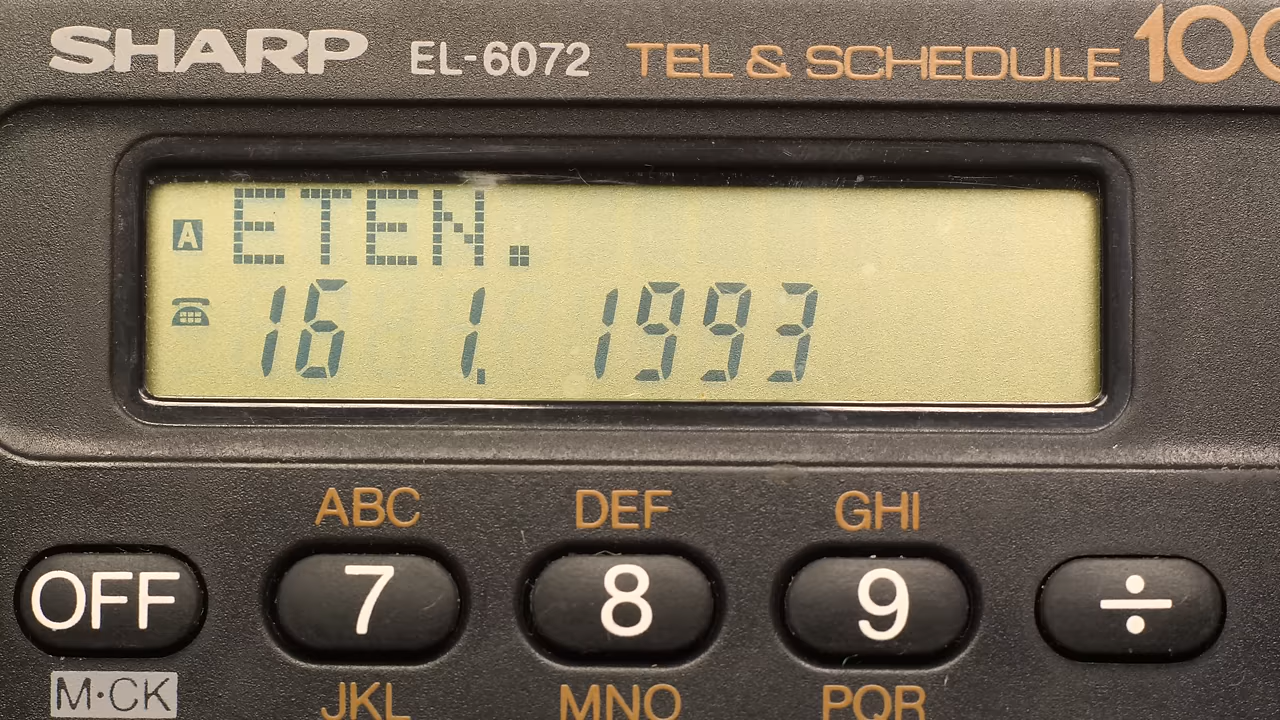 SHARP EL-6072 TEL & SCHEDULE 100
A ETEN.
16 1, 1993
ABC DEF GHI
OFF 7 8 9 ÷
M·CK JKL MNO PQR